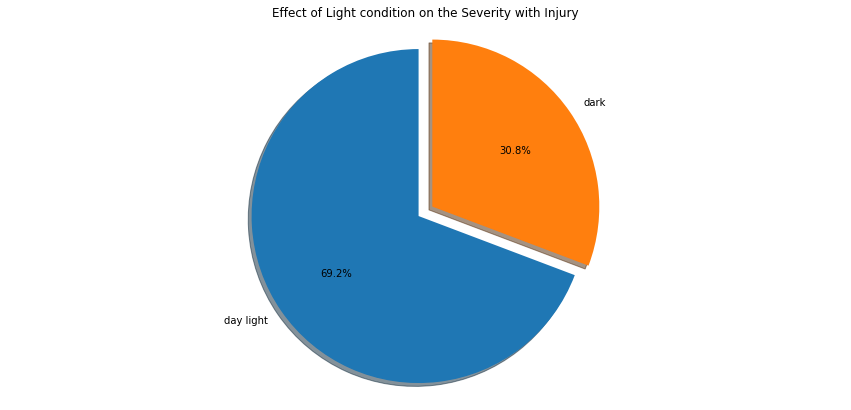 Effect of Light condition on the Severity with Injury
dark
30.8%
69.2%
day light